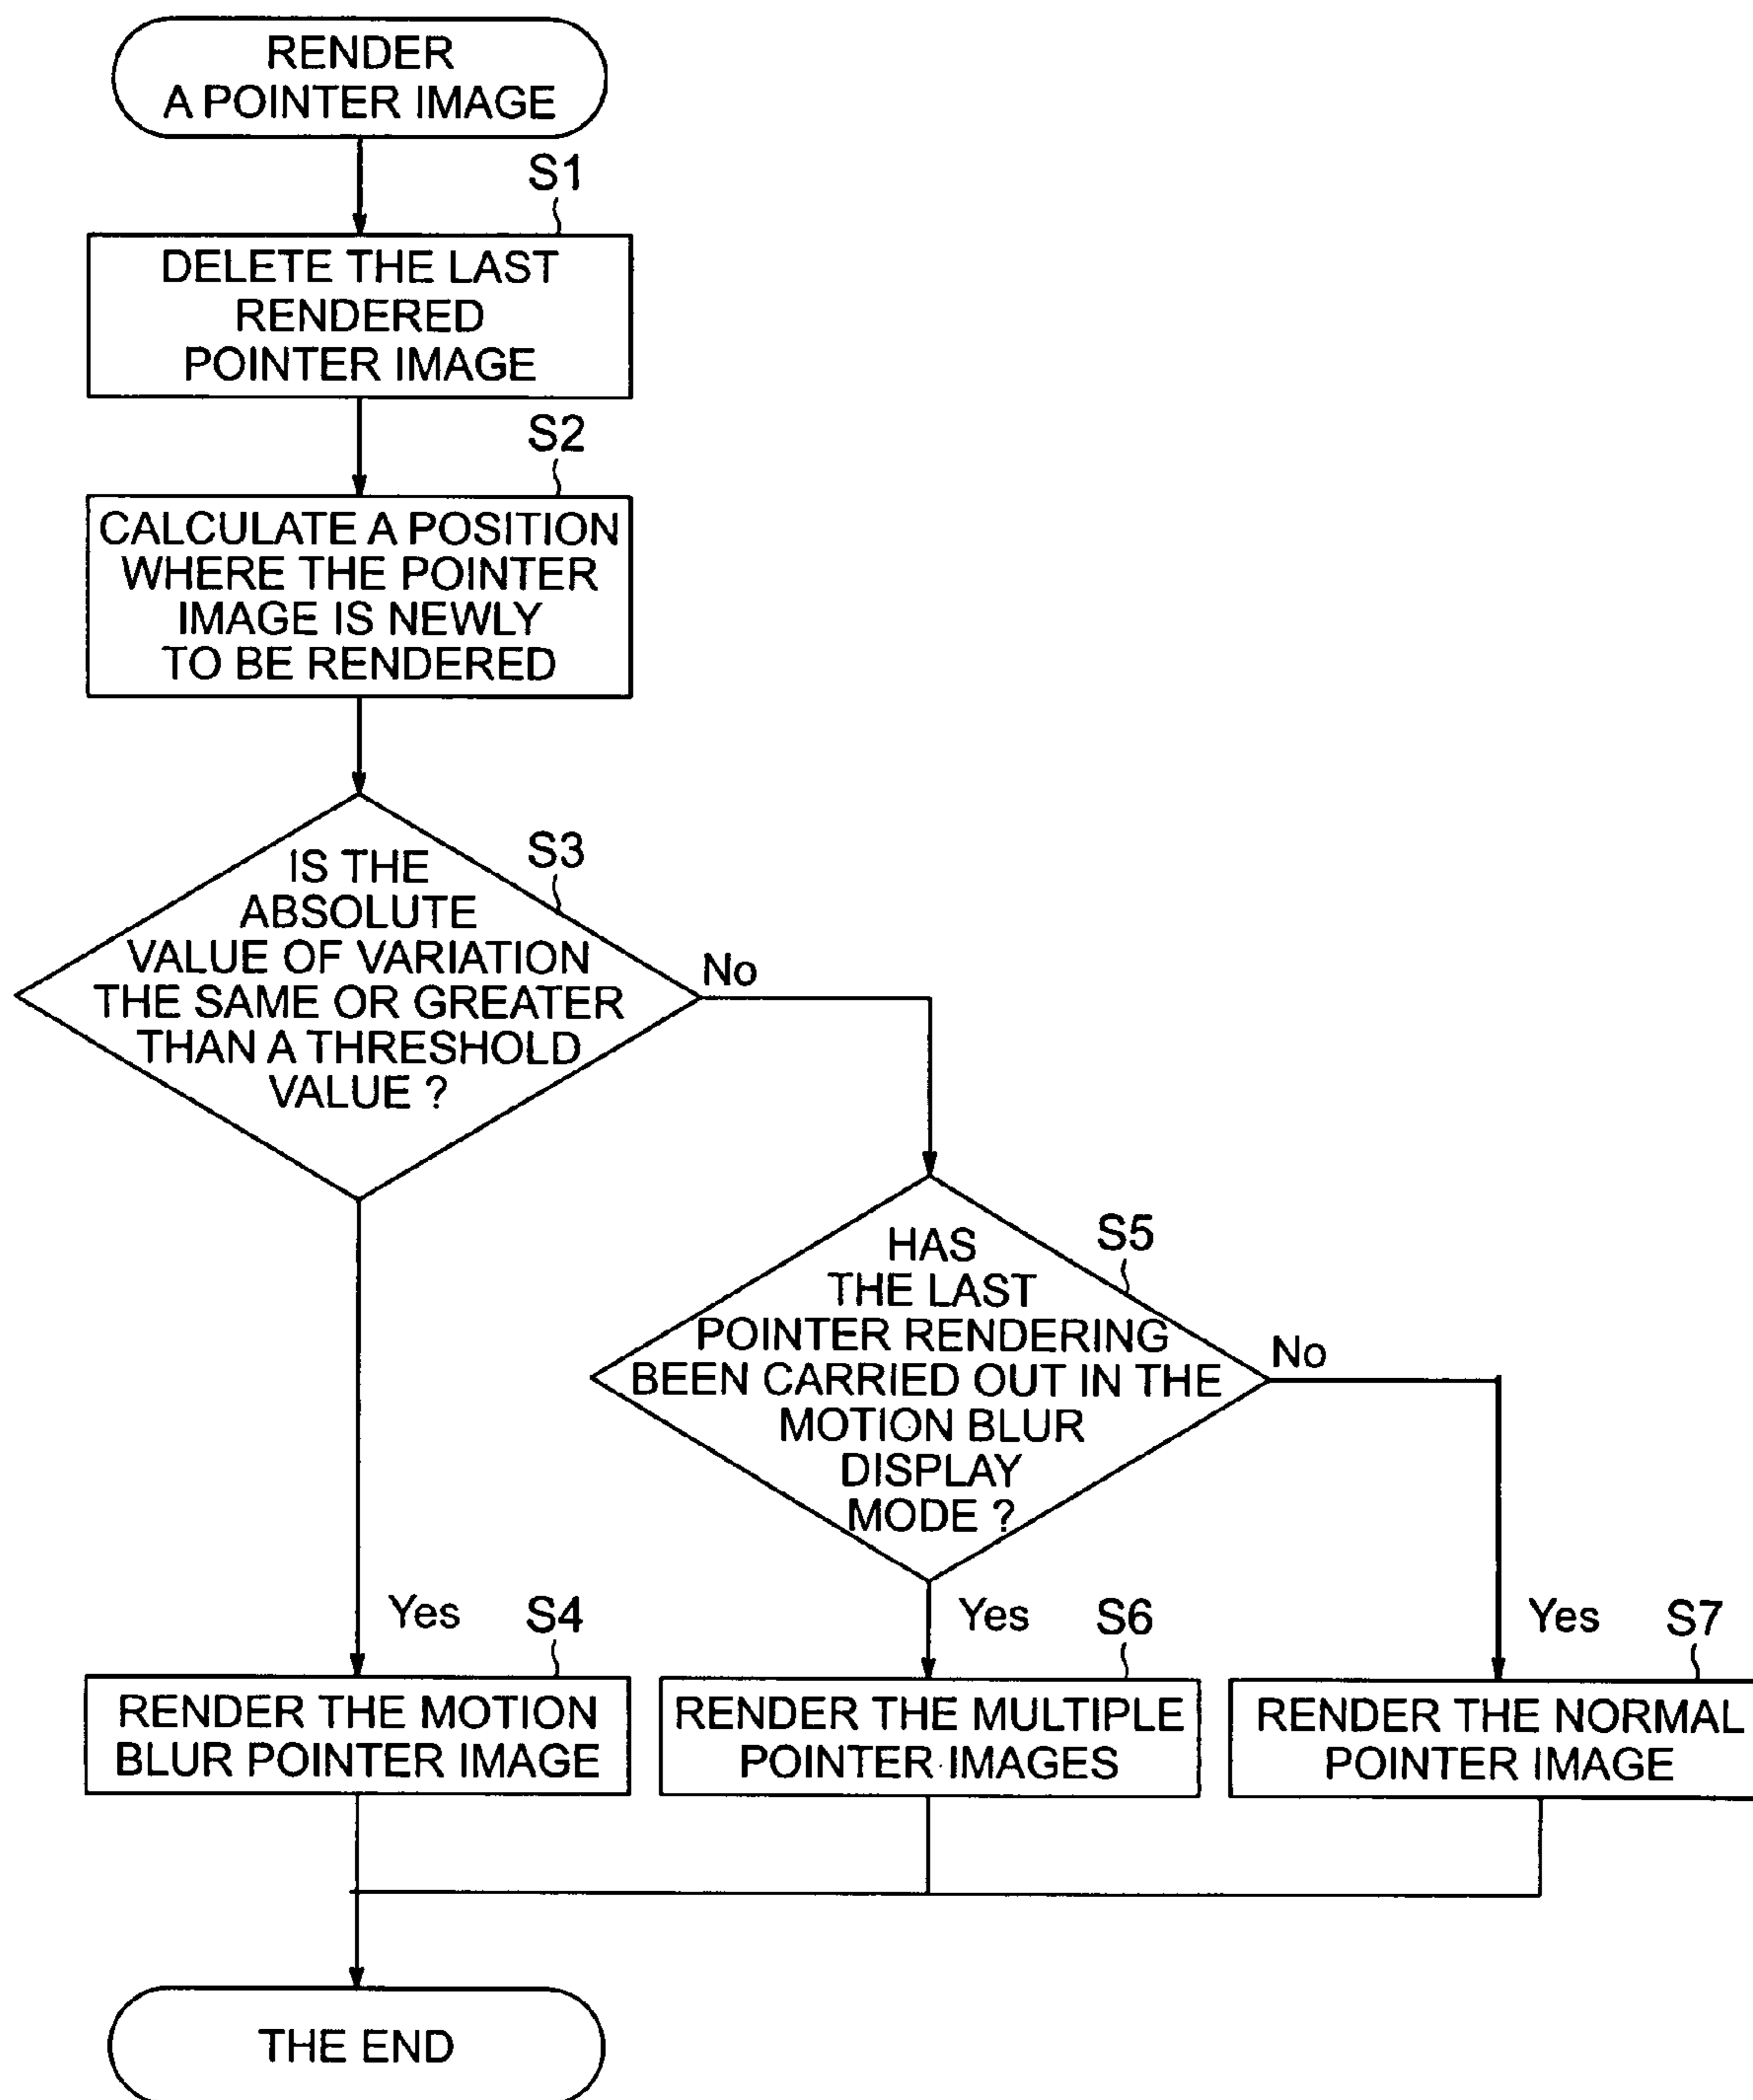 RENDER
A POINTER IMAGE
S1
DELETE THE LAST
RENDERED
POINTER IMAGE
S2
CALCULATE A POSITION
WHERE THE POINTER
IMAGE IS NEWLY
TO BE RENDERED
S3
IS THE
ABSOLUTE
VALUE OF VARIATION
THE SAME OR GREATER
THAN A THRESHOLD
VALUE ?
No
S5
HAS
THE LAST
POINTER RENDERING
BEEN CARRIED OUT IN THE
MOTION BLUR
DISPLAY
MODE ?
No
Yes
S4
RENDER THE MOTION
BLUR POINTER IMAGE
Yes
S6
RENDER THE MULTIPLE
POINTER IMAGES
Yes
S7
RENDER THE NORMAL
POINTER IMAGE
THE END